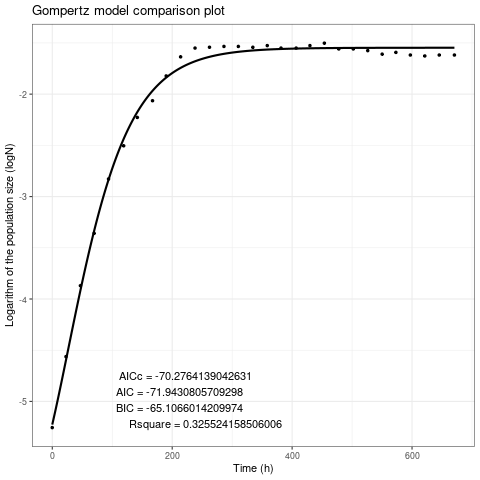 Gompertz model comparison plot
Logarithm of the population size (logN)
-2
-3
-4
-5
AICc = -70.2764139042631
AIC = -71.9430805709298
BIC = -65.1066014209974
Rsquare = 0.325524158506006
0 200 400 600
Time (h)